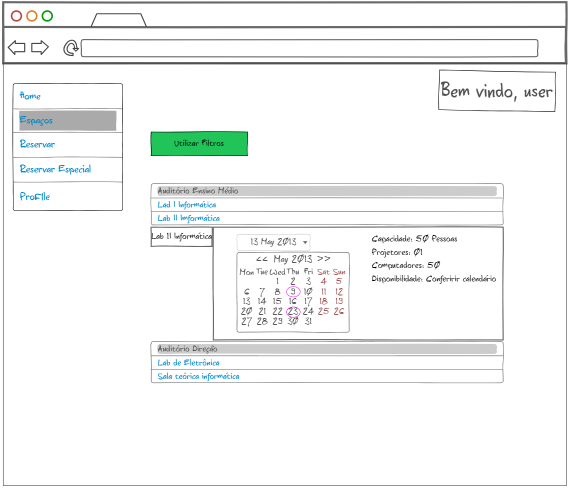 Bem vindo, user
Home
Espaços
Reservar
Reservar Especial
Profile
Utilizar Filtros
Auditório Ensino Médio
Lad I Informática
Lab II Informática
Lab II Informática
13 May 2013
<< May 2013 >>
Mon Tue Wed Thu Fri Sat Sun
1 2 3 4 5
6 7 8 9 10 11 12
13 14 15 16 17 18 19
20 21 22 23 24 25 26
27 28 29 30 31
Capacidade: 50 Pessoas
Projetores: 01
Computadores: 50
Disponibilidade: Conferirir calendário
Auditório Direção
Lab de Eletrônica
Sala teórica informática